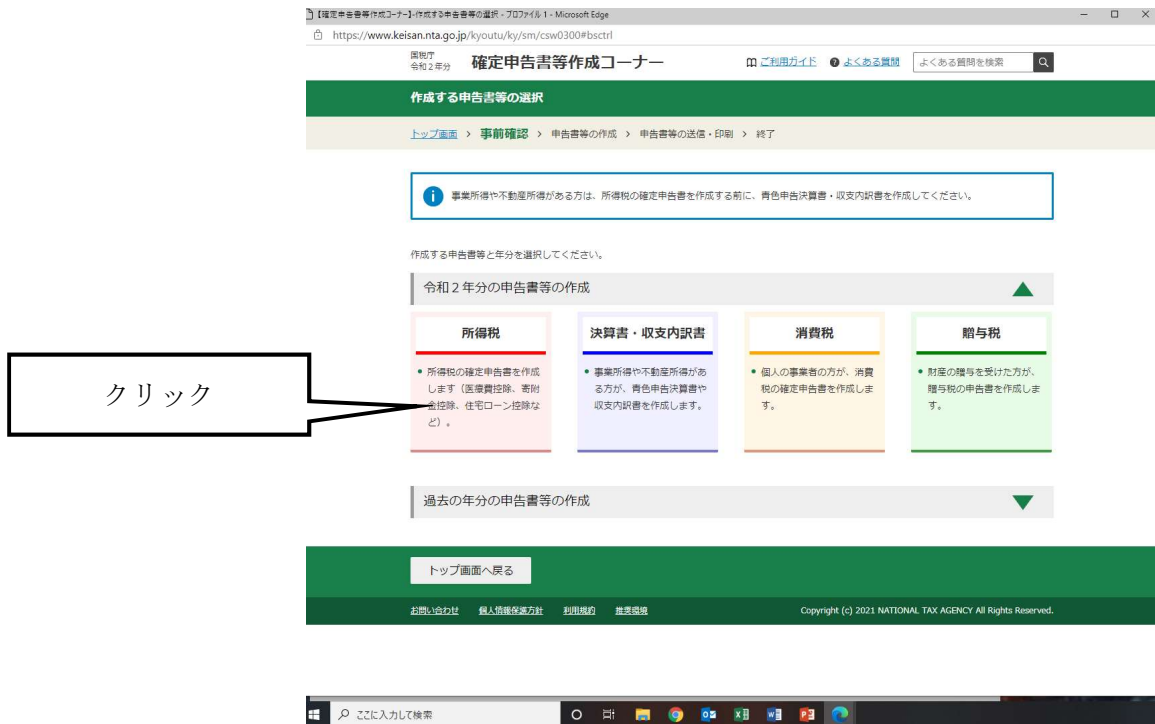 【確定申告書等作成コーナー】-作成する申告書等の選択 - プロファイル 1 - Microsoft Edge
https://www.keisan.nta.go.jp/kyoutu/ky/sm/csw0300#bsctrl
国税庁
令和2年分
確定申告書等作成コーナー
ご利用ガイド
よくある質問
よくある質問を検索
作成する申告書等の選択
トップ画面 > 事前確認 > 申告書等の作成 > 申告書等の送信・印刷 > 終了
事業所得や不動産所得がある方は、所得税の確定申告書を作成する前に、青色申告決算書・収支内訳書を作成してください。
作成する申告書等と年分を選択してください。
令和2年分の申告書等の作成
所得税
• 所得税の確定申告書を作成
します（医療費控除、寄附
金控除、住宅ローン控除な
ど）。
決算書・収支内訳書
• 事業所得や不動産所得があ
る方が、青色申告決算書や
収支内訳書を作成します。
消費税
• 個人の事業者の方が、消費
税の確定申告書を作成しま
す。
贈与税
• 財産の贈与を受けた方が、
贈与税の申告書を作成しま
す。
クリック
過去の年分の申告書等の作成
トップ画面へ戻る
お問い合わせ 個人情報保護方針 利用規約 推奨環境
Copyright (c) 2021 NATIONAL TAX AGENCY All Rights Reserved.
ここに入力して検索